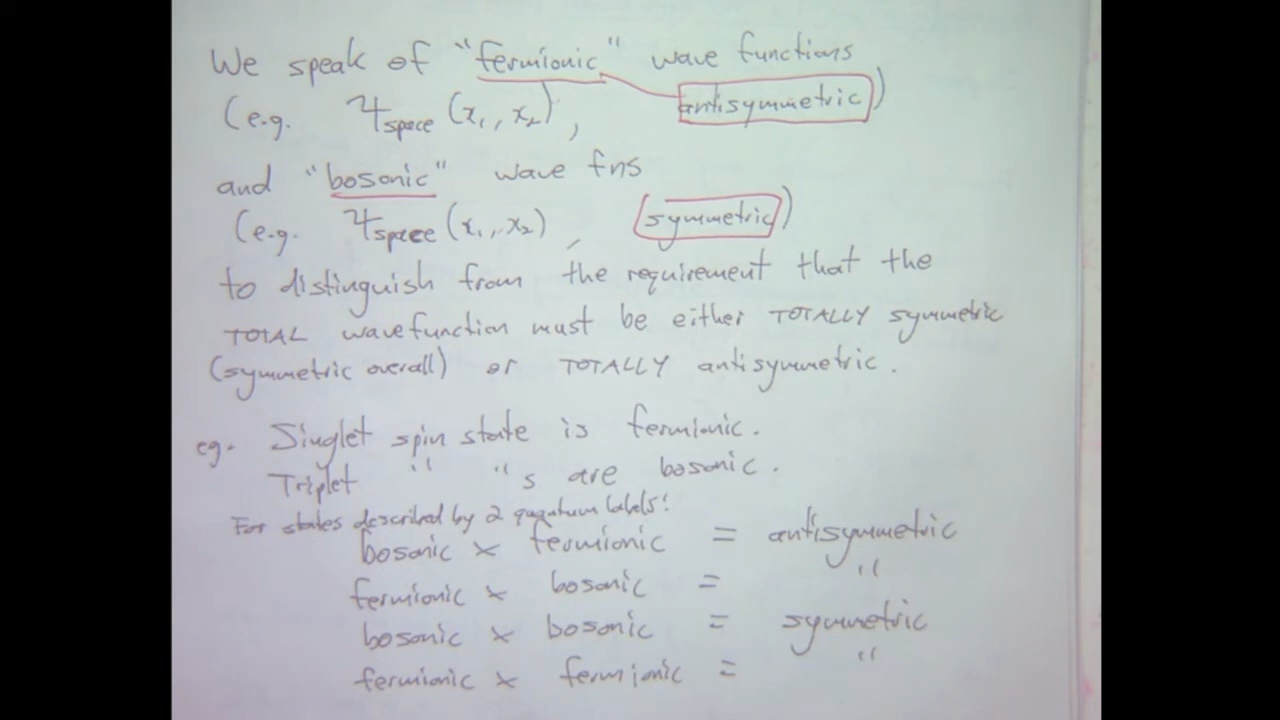 We speak of "fermionic" wave functions
(e.g. Ψspace (x₁, x₂), antisymmetric)
and "bosonic" wave fns
(e.g. Ψspace (x₁, x₂), symmetric)
to distinguish from the requirement that the
TOTAL wavefunction must be either TOTALLY symmetric
(symmetric overall) or TOTALLY antisymmetric.
eg. Singlet spin state is fermionic.
Triplet " "s are bosonic.
For states described by 2 quantum labels:
bosonic × fermionic = antisymmetric
fermionic × bosonic = "
bosonic × bosonic = symmetric
fermionic × fermionic = "